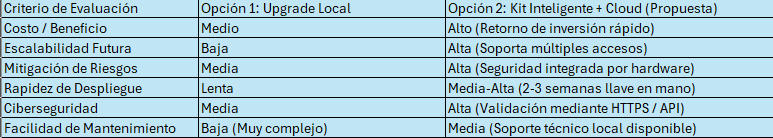 Criterio de Evaluación Opción 1: Upgrade Local Opción 2: Kit Inteligente + Cloud (Propuesta)
Costo / Beneficio Medio Alto (Retorno de inversión rápido)
Escalabilidad Futura Baja Alta (Soporta múltiples accesos)
Mitigación de Riesgos Media Alta (Seguridad integrada por hardware)
Rapidez de Despliegue Lenta Media-Alta (2-3 semanas llave en mano)
Ciberseguridad Media Alta (Validación mediante HTTPS / API)
Facilidad de Mantenimiento Baja (Muy complejo) Media (Soporte técnico local disponible)